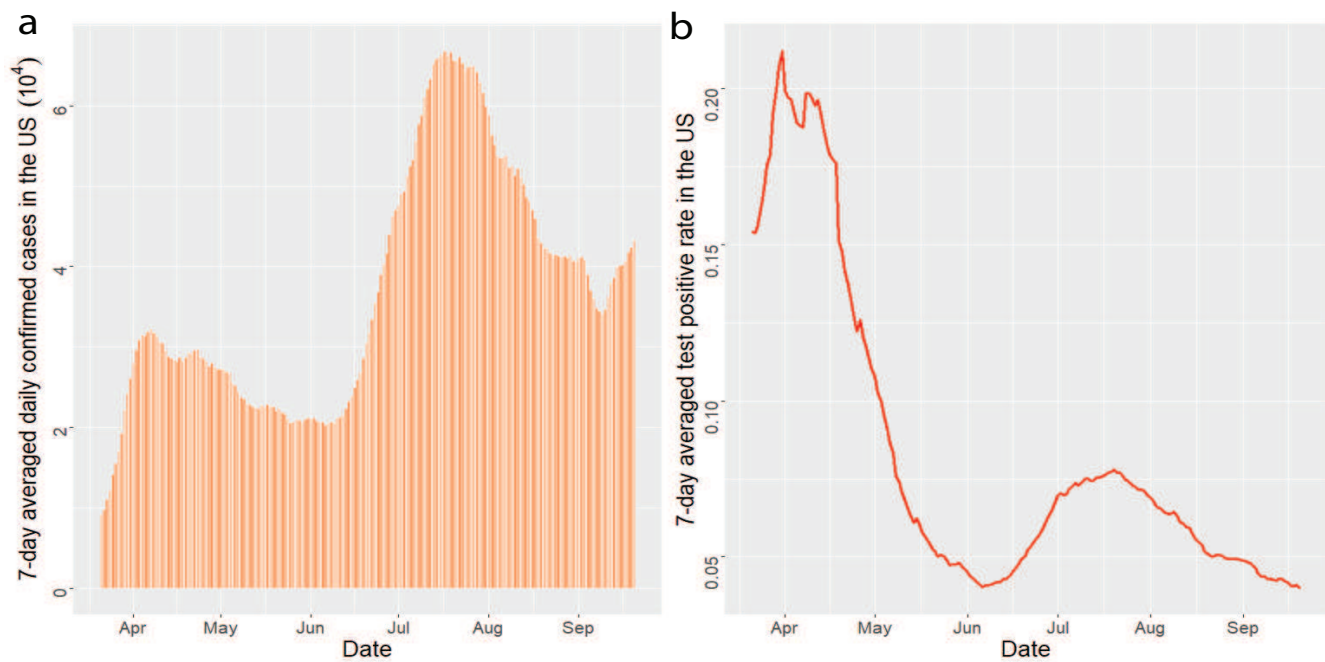 a
7-day averaged daily confirmed cases in the US (10^4)
6
4
2
0
Apr May Jun Jul Aug Sep
Date
b
7-day averaged test positive rate in the US
0.20
0.15
0.10
0.05
Apr May Jun Jul Aug Sep
Date